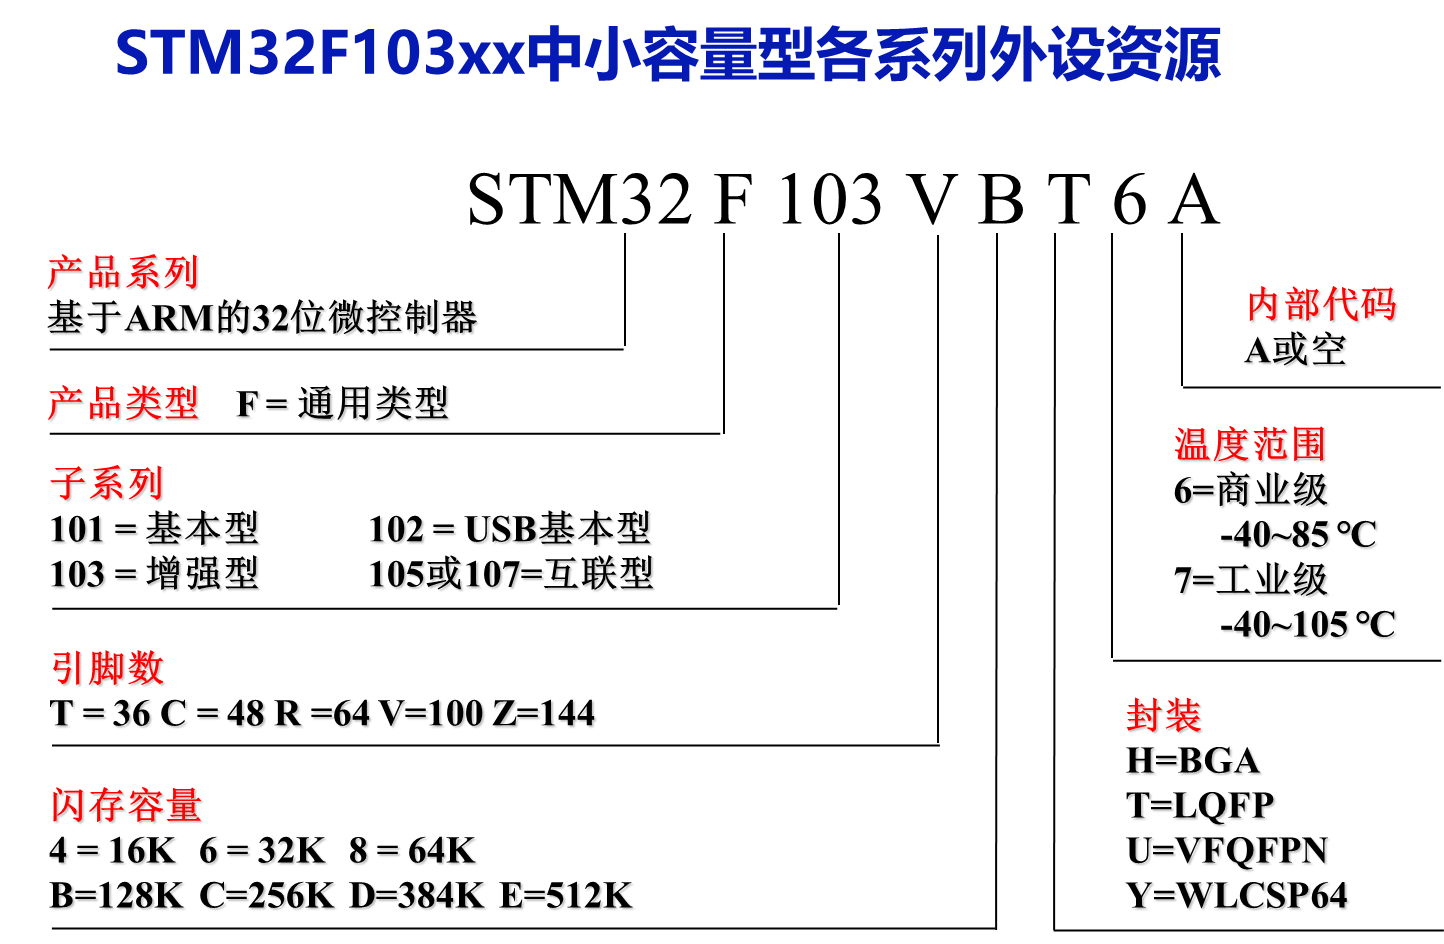 STM32F103xx中小容量型各系列外设资源
STM32 F 103 V B T 6 A
产品系列
基于ARM的32位微控制器
产品类型 F = 通用类型
子系列
101 = 基本型 102 = USB基本型
103 = 增强型 105或107=互联型
引脚数
T = 36 C = 48 R =64 V=100 Z=144
闪存容量
4 = 16K 6 = 32K 8 = 64K
B=128K C=256K D=384K E=512K
内部代码
A或空
温度范围
6=商业级
-40~85 ℃
7=工业级
-40~105 ℃
封装
H=BGA
T=LQFP
U=VFQFPN
Y=WLCSP64